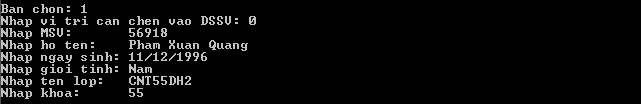 Ban chon: 1
Nhap vi tri can chen vao DSSV: 0
Nhap MSV: 56918
Nhap ho ten: Pham Xuan Quang
Nhap ngay sinh: 11/12/1996
Nhap gioi tinh: Nam
Nhap ten lop: CNT55DH2
Nhap khoa: 55